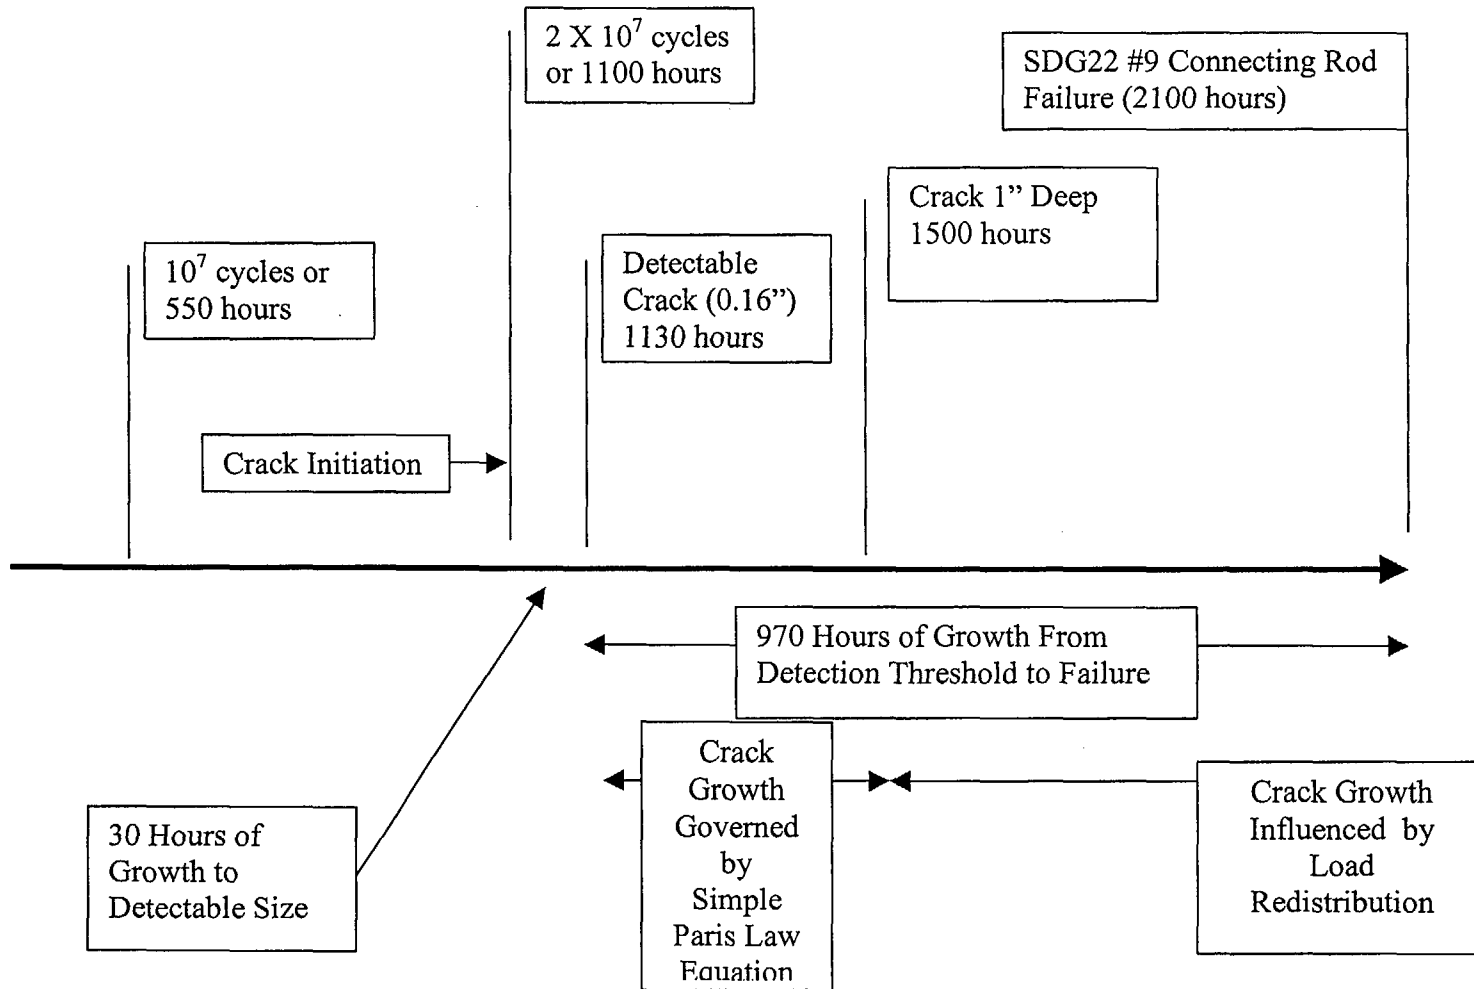 2 X 10⁷ cycles
or 1100 hours
SDG22 #9 Connecting Rod
Failure (2100 hours)
Crack 1” Deep
1500 hours
10⁷ cycles or
550 hours
Detectable
Crack (0.16”)
1130 hours
Crack Initiation
970 Hours of Growth From
Detection Threshold to Failure
Crack
Growth
Governed
by
Simple
Paris Law
Equation
Crack Growth
Influenced by
Load
Redistribution
30 Hours of
Growth to
Detectable Size